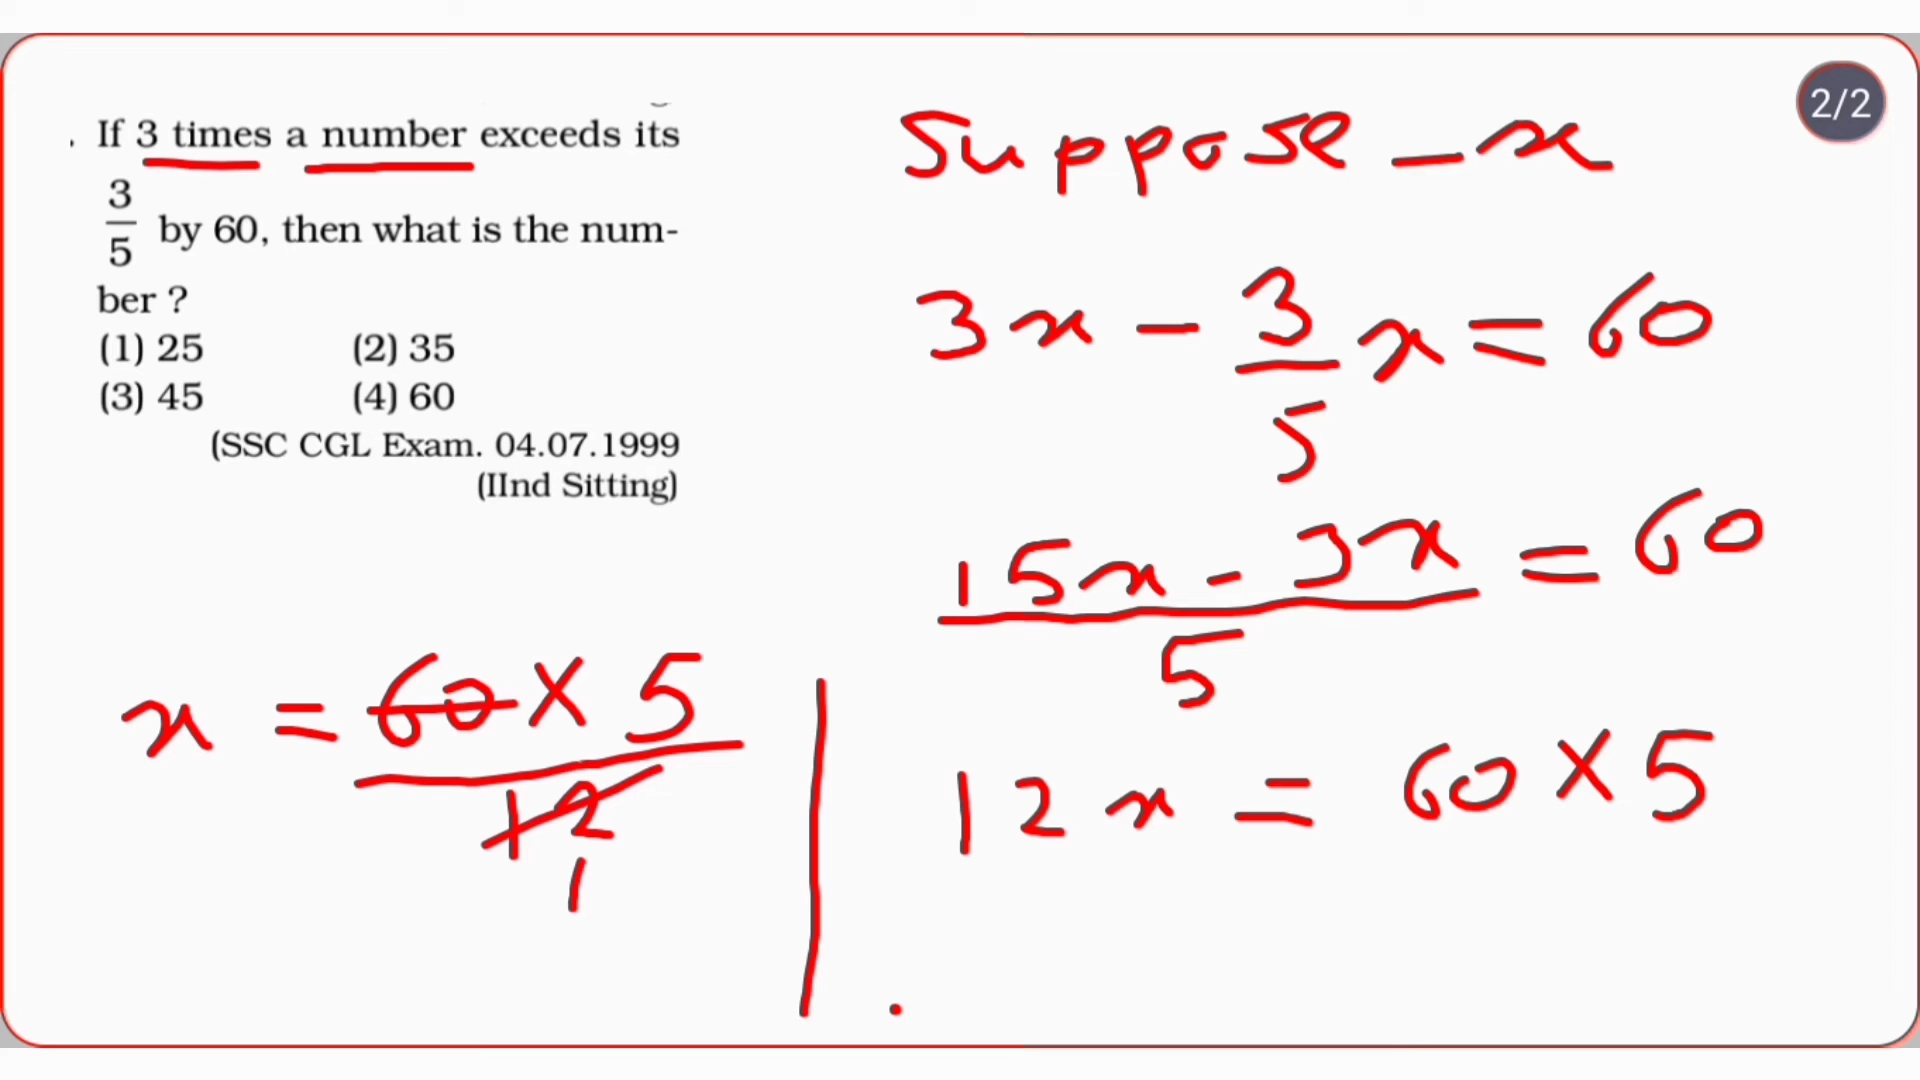 2/2
. If 3 times a number exceeds its
3/5 by 60, then what is the num-
ber ?
(1) 25 (2) 35
(3) 45 (4) 60
(SSC CGL Exam. 04.07.1999
(IInd Sitting)
Suppose - x
3x - 3/5 x = 60
15x - 3x / 5 = 60
12x = 60 × 5
x = 60 × 5 / 12
1